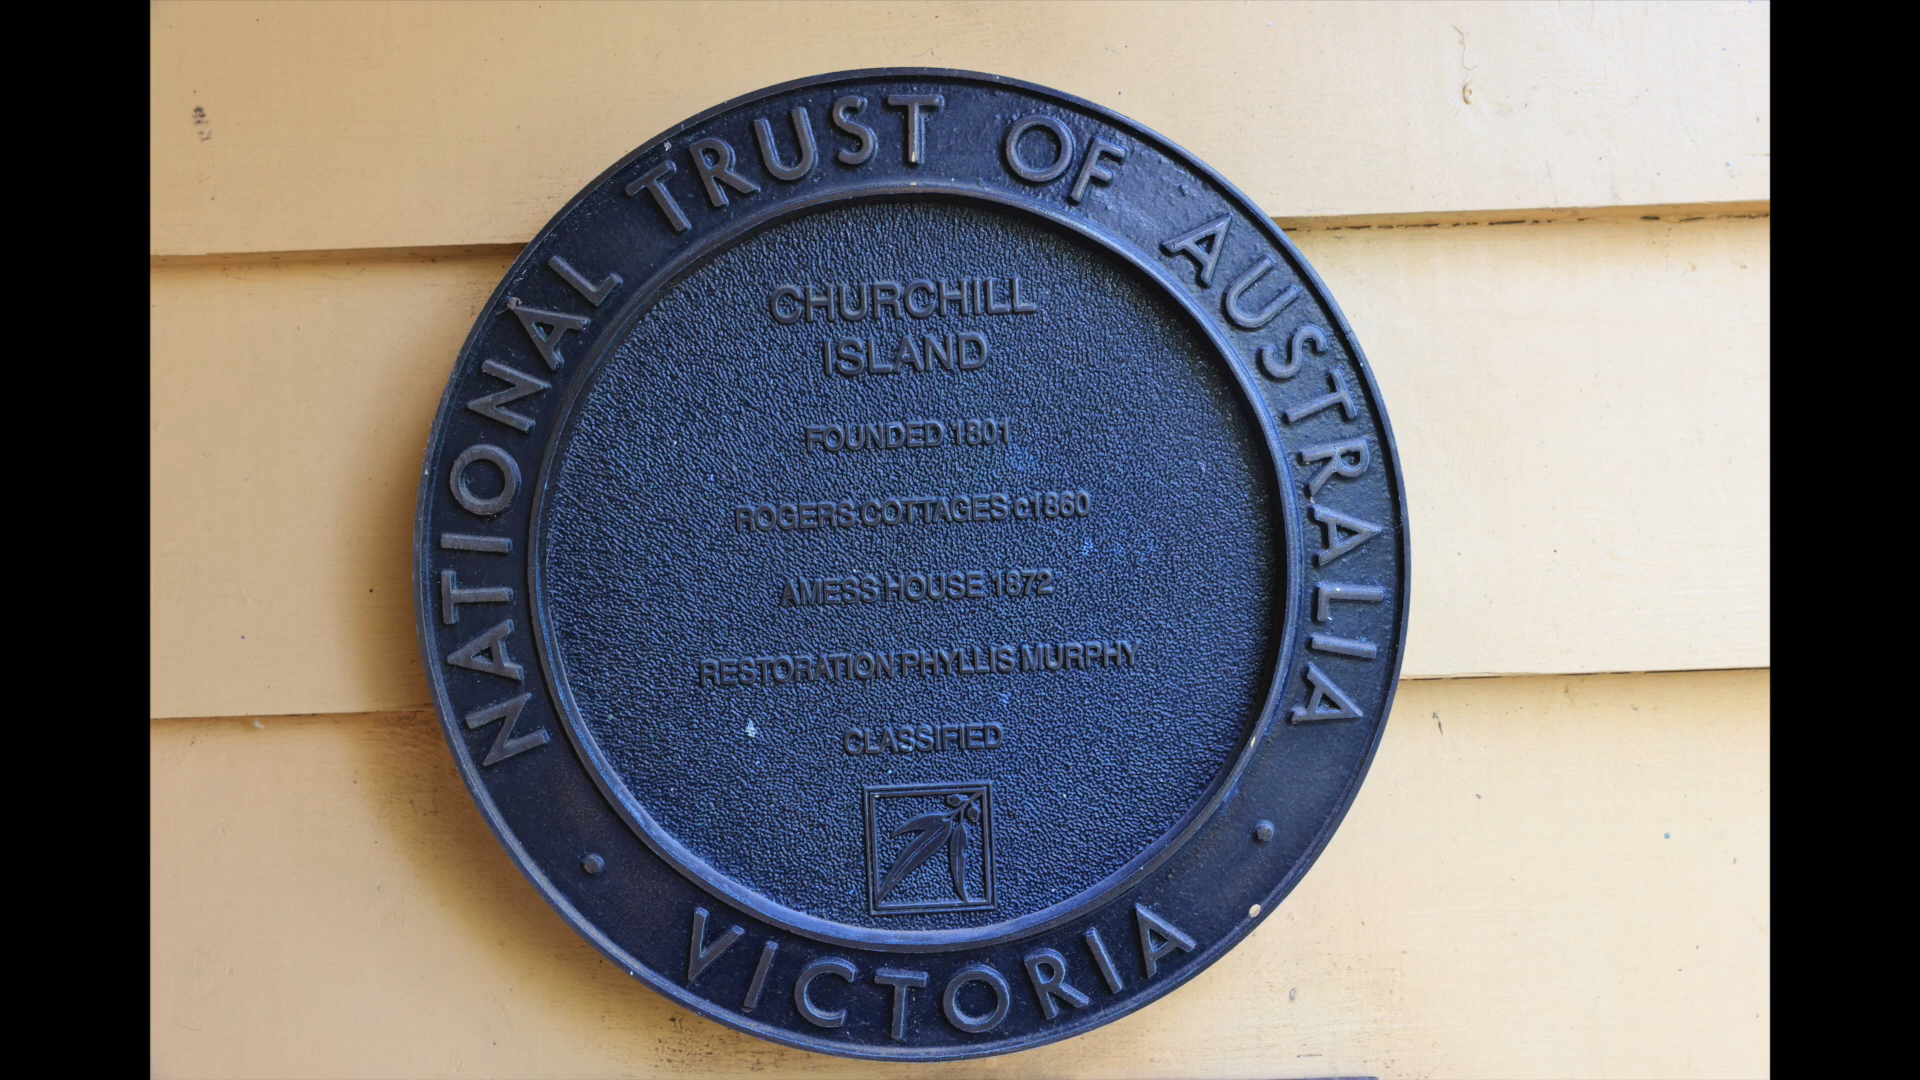 NATIONAL TRUST OF AUSTRALIA
CHURCHILL
ISLAND
FOUNDED 1801
ROGERS COTTAGES c1860
AMESS HOUSE 1872
RESTORATION PHYLLIS MURPHY
CLASSIFIED
• VICTORIA •